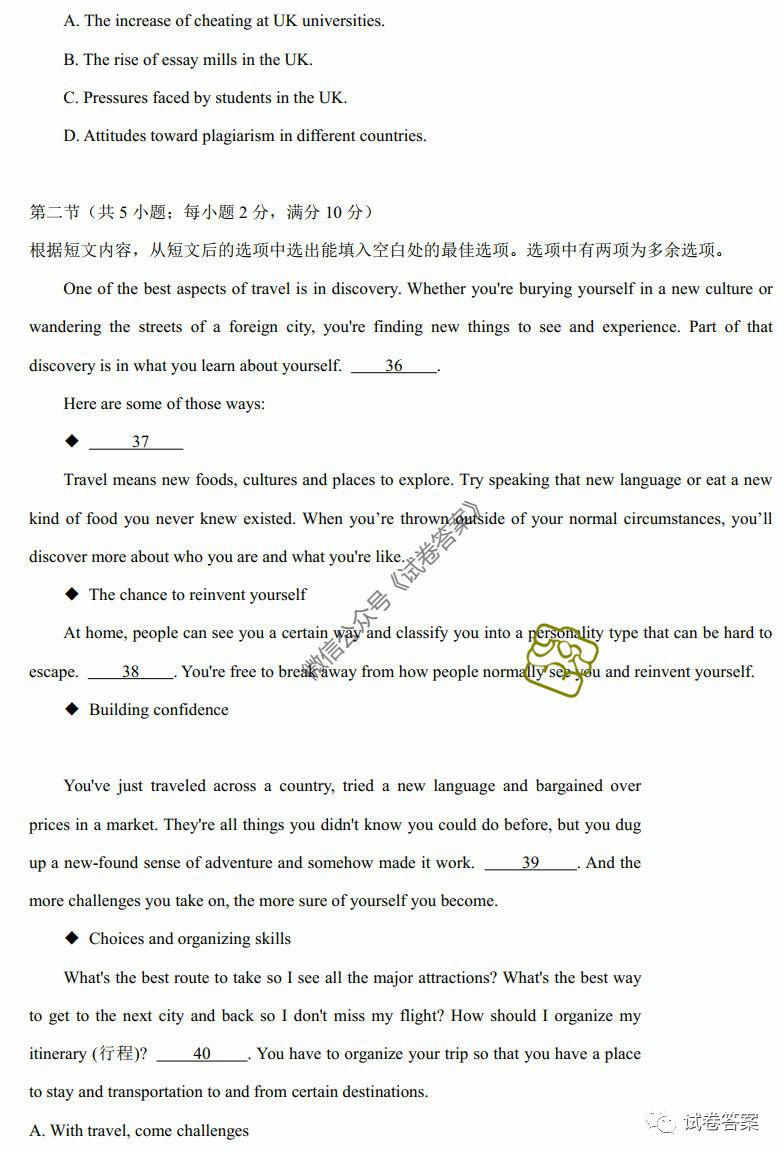 A. The increase of cheating at UK universities.
B. The rise of essay mills in the UK.
C. Pressures faced by students in the UK.
D. Attitudes toward plagiarism in different countries.
第二节（共 5 小题；每小题 2 分，满分 10 分）
根据短文内容，从短文后的选项中选出能填入空白处的最佳选项。选项中有两项为多余选项。
One of the best aspects of travel is in discovery. Whether you're burying yourself in a new culture or
wandering the streets of a foreign city, you're finding new things to see and experience. Part of that
discovery is in what you learn about yourself. 36 .
Here are some of those ways:
◆ 37
Travel means new foods, cultures and places to explore. Try speaking that new language or eat a new
kind of food you never knew existed. When you’re thrown outside of your normal circumstances, you’ll
discover more about who you are and what you're like.
◆ The chance to reinvent yourself
At home, people can see you a certain way and classify you into a personality type that can be hard to
escape. 38 . You're free to break away from how people normally see you and reinvent yourself.
◆ Building confidence
You've just traveled across a country, tried a new language and bargained over
prices in a market. They're all things you didn't know you could do before, but you dug
up a new-found sense of adventure and somehow made it work. 39 . And the
more challenges you take on, the more sure of yourself you become.
◆ Choices and organizing skills
What's the best route to take so I see all the major attractions? What's the best way
to get to the next city and back so I don't miss my flight? How should I organize my
itinerary (行程)? 40 . You have to organize your trip so that you have a place
to stay and transportation to and from certain destinations.
A. With travel, come challenges
微信公众号《试卷答案》
试卷答案